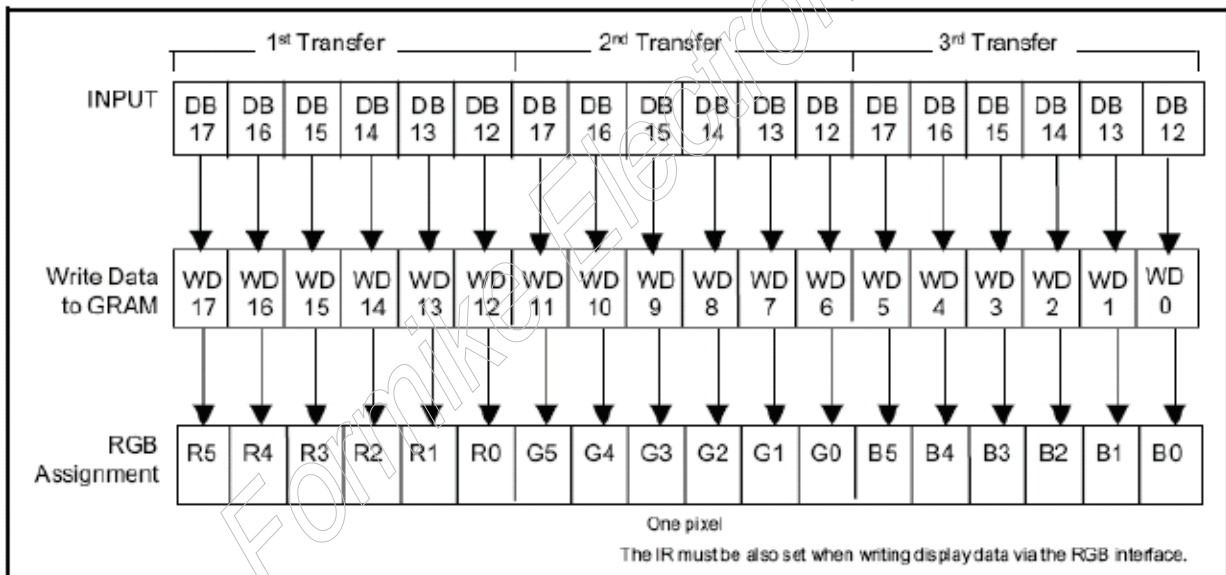 1st Transfer 2nd Transfer 3rd Transfer
INPUT DB 17 DB 16 DB 15 DB 14 DB 13 DB 12 DB 17 DB 16 DB 15 DB 14 DB 13 DB 12 DB 17 DB 16 DB 15 DB 14 DB 13 DB 12
Write Data to GRAM WD 17 WD 16 WD 15 WD 14 WD 13 WD 12 WD 11 WD 10 WD 9 WD 8 WD 7 WD 6 WD 5 WD 4 WD 3 WD 2 WD 1 WD 0
RGB Assignment R5 R4 R3 R2 R1 R0 G5 G4 G3 G2 G1 G0 B5 B4 B3 B2 B1 B0
One pixel
The IR must be also set when writing display data via the RGB interface.
Formike Electron